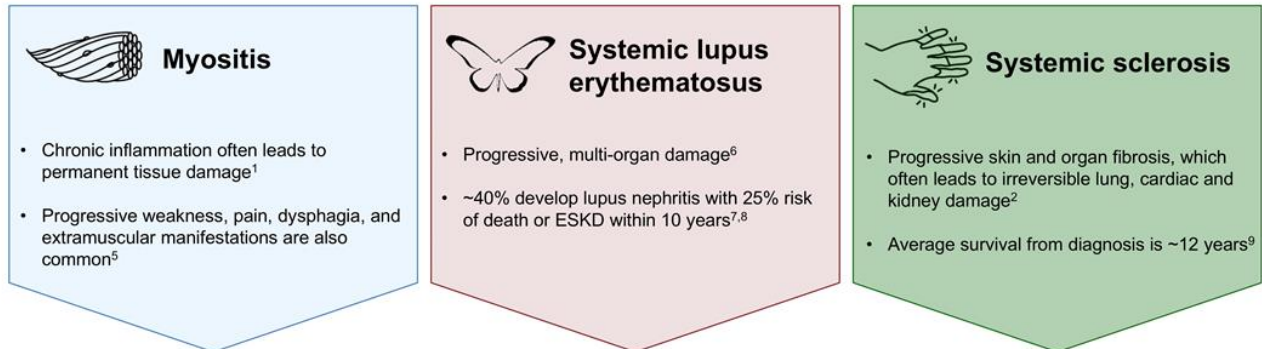 Myositis
• Chronic inflammation often leads to
permanent tissue damage¹
• Progressive weakness, pain, dysphagia, and
extramuscular manifestations are also
common⁵
Systemic lupus
erythematosus
• Progressive, multi-organ damage⁶
• ~40% develop lupus nephritis with 25% risk
of death or ESKD within 10 years⁷,⁸
Systemic sclerosis
• Progressive skin and organ fibrosis, which
often leads to irreversible lung, cardiac and
kidney damage²
• Average survival from diagnosis is ~12 years⁹